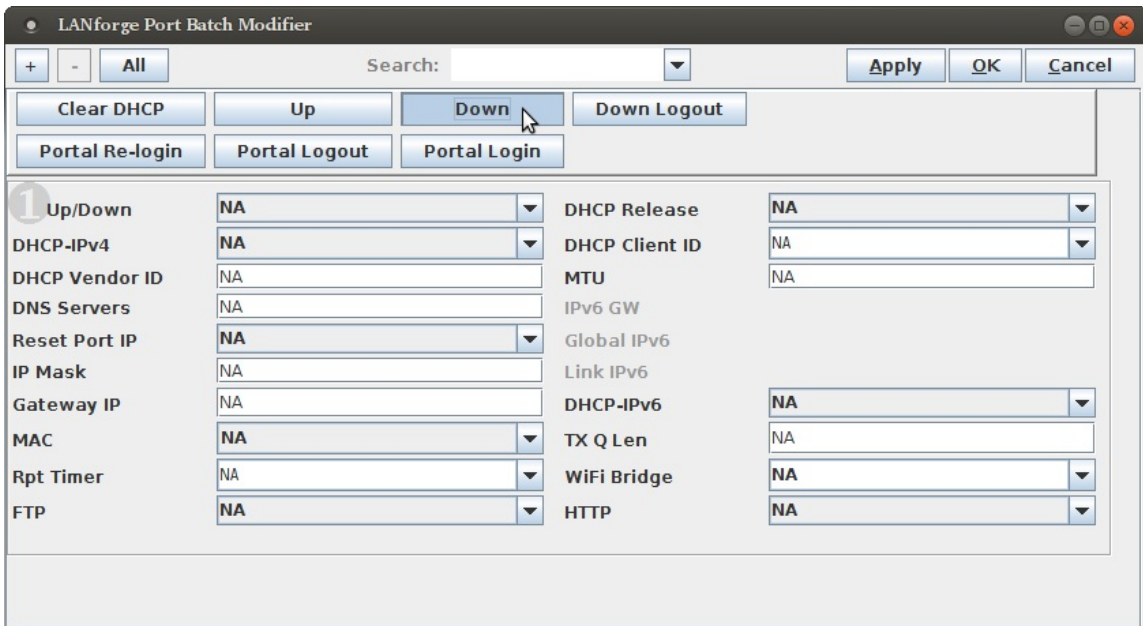 LANforge Port Batch Modifier
+ - All Search: Apply OK Cancel
Clear DHCP Up Down Down Logout
Portal Re-login Portal Logout Portal Login
1 Up/Down NA DHCP Release NA
DHCP-IPv4 NA DHCP Client ID NA
DHCP Vendor ID NA MTU NA
DNS Servers NA IPv6 GW
Reset Port IP NA Global IPv6
IP Mask NA Link IPv6
Gateway IP NA DHCP-IPv6 NA
MAC NA TX Q Len NA
Rpt Timer NA WiFi Bridge NA
FTP NA HTTP NA